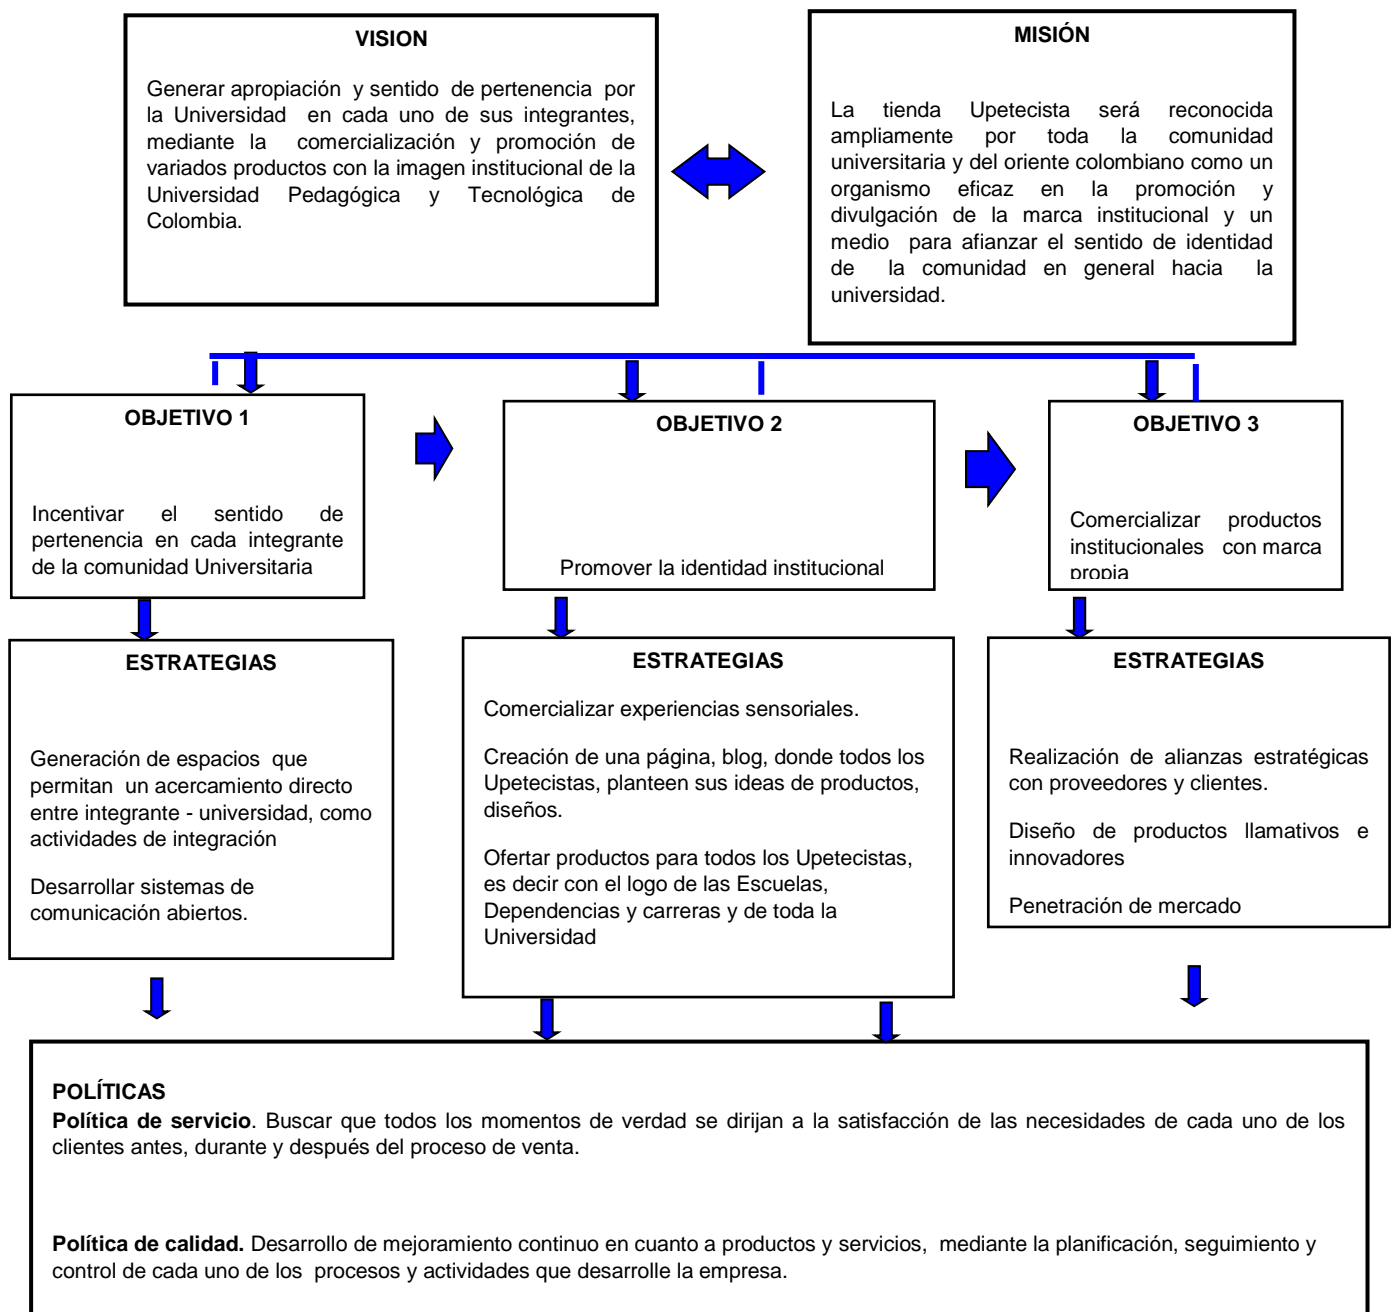 VISION
Generar apropiación y sentido de pertenencia por
la Universidad en cada uno de sus integrantes,
mediante la comercialización y promoción de
variados productos con la imagen institucional de la
Universidad Pedagógica y Tecnológica de
Colombia.
MISIÓN
La tienda Upetecista será reconocida
ampliamente por toda la comunidad
universitaria y del oriente colombiano como un
organismo eficaz en la promoción y
divulgación de la marca institucional y un
medio para afianzar el sentido de identidad
de la comunidad en general hacia la
universidad.
OBJETIVO 1
Incentivar el sentido de
pertenencia en cada integrante
de la comunidad Universitaria
OBJETIVO 2
Promover la identidad institucional
OBJETIVO 3
Comercializar productos
institucionales con marca
propia
ESTRATEGIAS
Generación de espacios que
permitan un acercamiento directo
entre integrante - universidad, como
actividades de integración
Desarrollar sistemas de
comunicación abiertos.
ESTRATEGIAS
Comercializar experiencias sensoriales.
Creación de una página, blog, donde todos los
Upetecistas, planteen sus ideas de productos,
diseños.
Ofertar productos para todos los Upetecistas,
es decir con el logo de las Escuelas,
Dependencias y carreras y de toda la
Universidad
ESTRATEGIAS
Realización de alianzas estratégicas
con proveedores y clientes.
Diseño de productos llamativos e
innovadores
Penetración de mercado
POLÍTICAS
Política de servicio. Buscar que todos los momentos de verdad se dirijan a la satisfacción de las necesidades de cada uno de los
clientes antes, durante y después del proceso de venta.
Política de calidad. Desarrollo de mejoramiento continuo en cuanto a productos y servicios, mediante la planificación, seguimiento y
control de cada uno de los procesos y actividades que desarrolle la empresa.